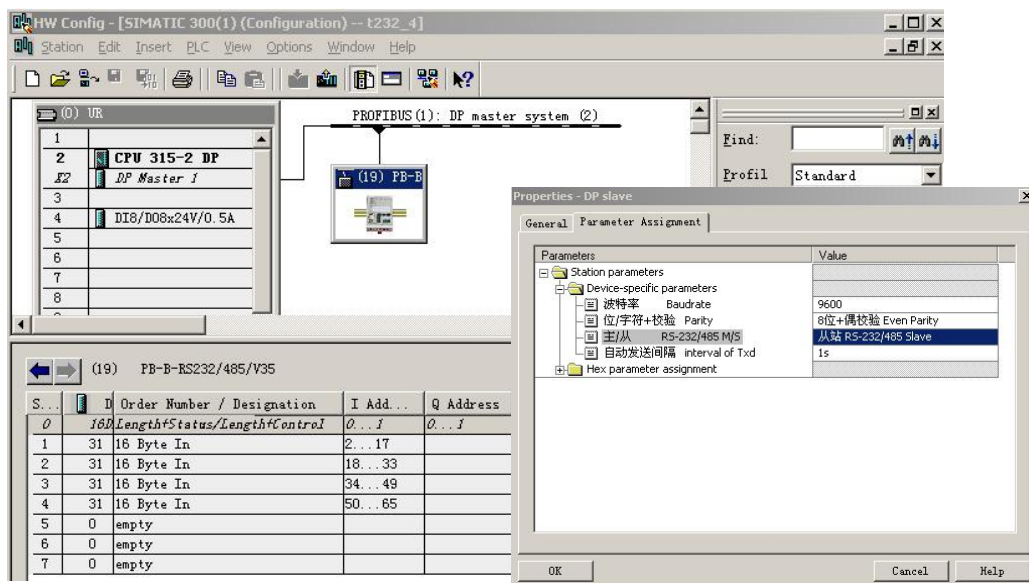 HW Config - [SIMATIC 300(1) (Configuration) -- t232_4]
Station Edit Insert PLC View Options Window Help
(0) UR
1
2 CPU 315-2 DP
X2 DP Master 1
3
4 DI8/DO8x24V/0.5A
5
6
7
8
PROFIBUS(1): DP master system (2)
(19) PB-B
Find:
Profil Standard
Properties - DP slave
General Parameter Assignment
Parameters Value
Station parameters
Device-specific parameters
波特率 Baudrate 9600
位/字符+校验 Parity 8位+偶校验 Even Parity
主/从 RS-232/485 M/S 从站 RS-232/485 Slave
自动发送间隔 interval of Txd 1s
Hex parameter assignment
OK Cancel Help
(19) PB-B-RS232/485/V35
S... D Order Number / Designation I Add... Q Address
0 16D Length+Status/Length+Control 0...1 0...1
1 31 16 Byte In 2...17
2 31 16 Byte In 18...33
3 31 16 Byte In 34...49
4 31 16 Byte In 50...65
5 0 empty
6 0 empty
7 0 empty